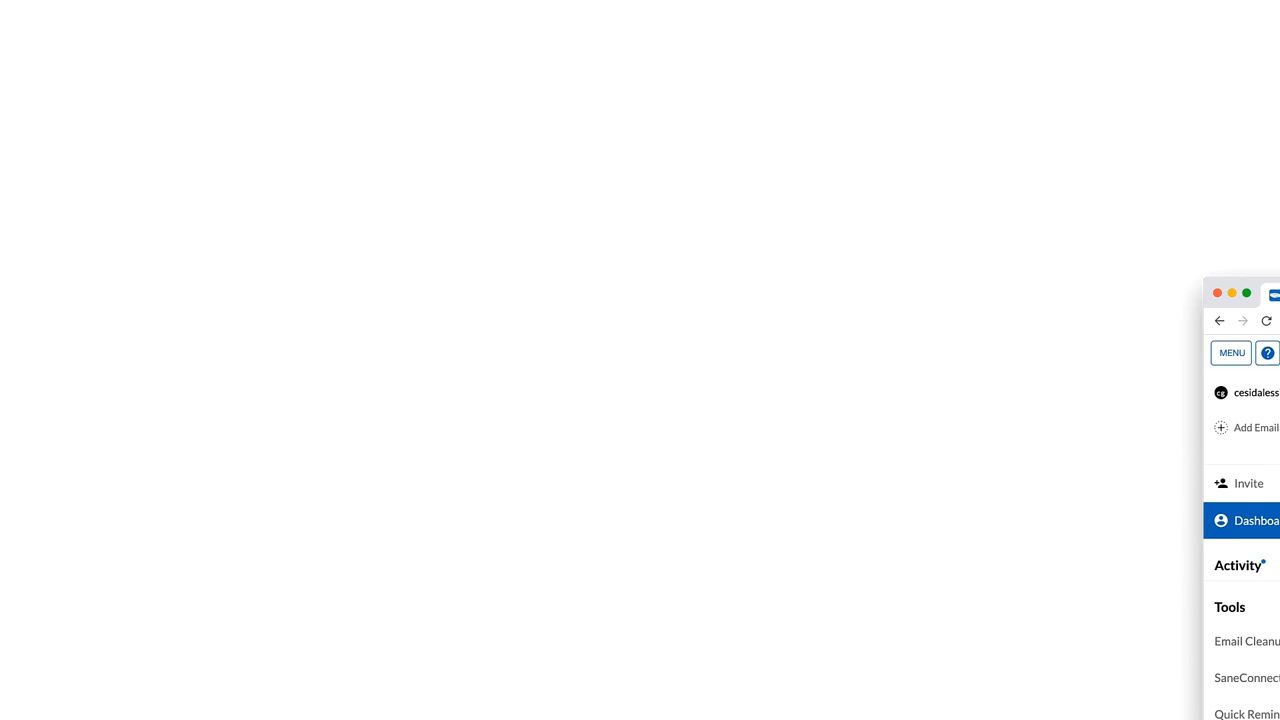 MENU
cesidaless
Add Email
Invite
Dashboa
Activity
Tools
Email Cleanu
SaneConnect
Quick Remin